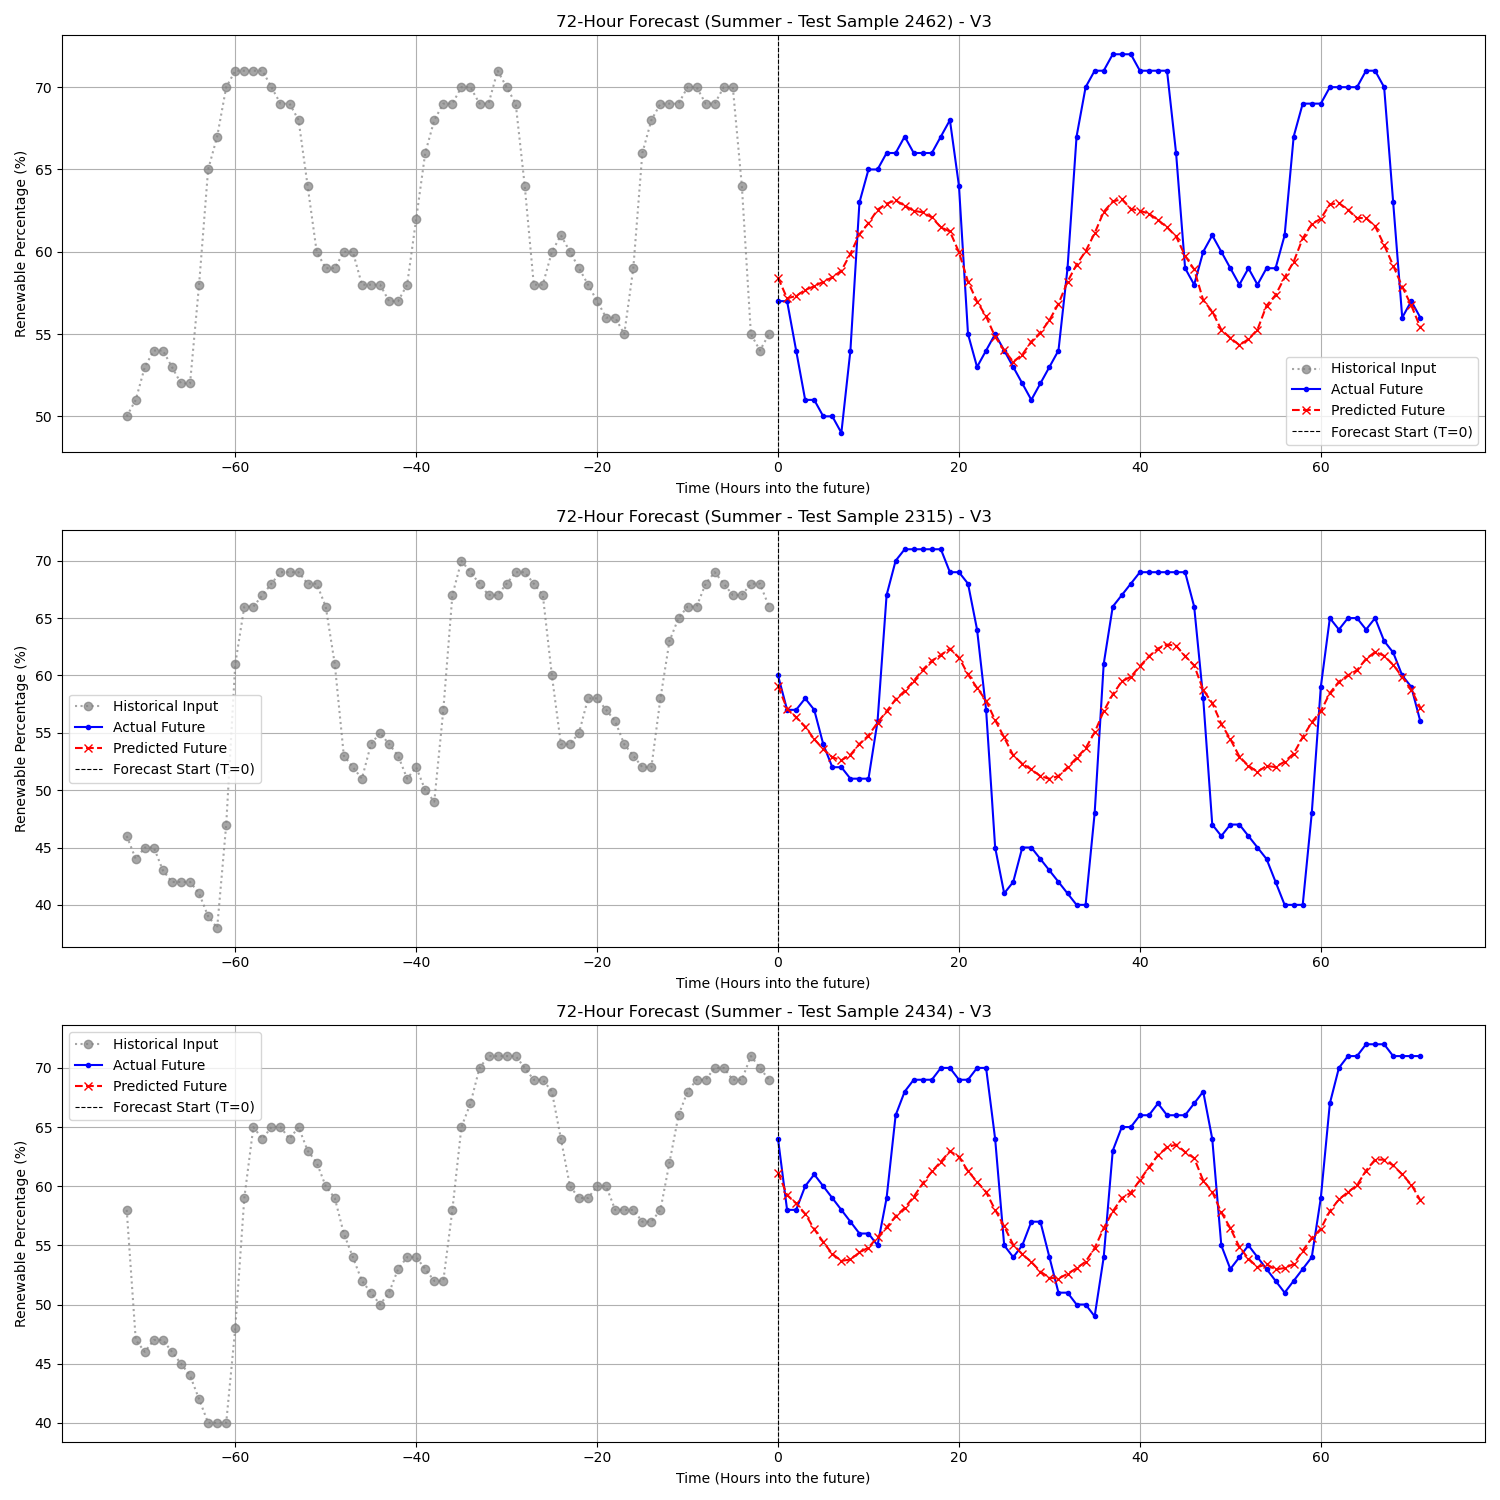 72-Hour Forecast (Summer - Test Sample 2462) - V3
Renewable Percentage (%)
70
65
60
55
50
−60
−40
−20
0
20
40
60
Time (Hours into the future)
Historical Input
Actual Future
Predicted Future
Forecast Start (T=0)
72-Hour Forecast (Summer - Test Sample 2315) - V3
Renewable Percentage (%)
70
65
60
55
50
45
40
−60
−40
−20
0
20
40
60
Time (Hours into the future)
Historical Input
Actual Future
Predicted Future
Forecast Start (T=0)
72-Hour Forecast (Summer - Test Sample 2434) - V3
Renewable Percentage (%)
70
65
60
55
50
45
40
−60
−40
−20
0
20
40
60
Time (Hours into the future)
Historical Input
Actual Future
Predicted Future
Forecast Start (T=0)